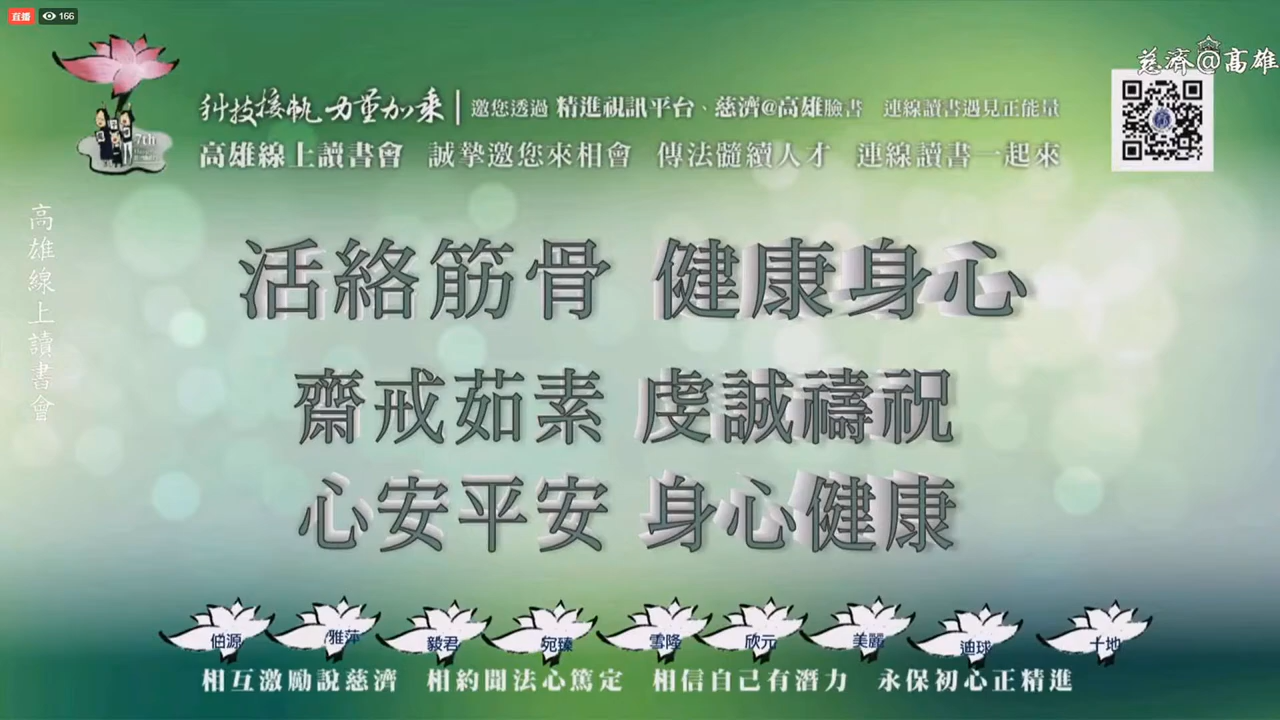 直播 166
慈濟@高雄
科技接軌 力量加乘 | 邀您透過 精進視訊平台、慈濟@高雄臉書 連線讀書遇見正能量
7th
高雄線上讀書會 誠摯邀您來相會 傳法髓續人才 連線讀書一起來
高雄線上讀書會
活絡筋骨 健康身心
齋戒茹素 虔誠禱祝
心安平安 身心健康
伯源 雅萍 毅君 宛臻 雪隆 欣元 美麗 迪球 十地
相互激勵說慈濟 相約聞法心篤定 相信自己有潛力 永保初心正精進